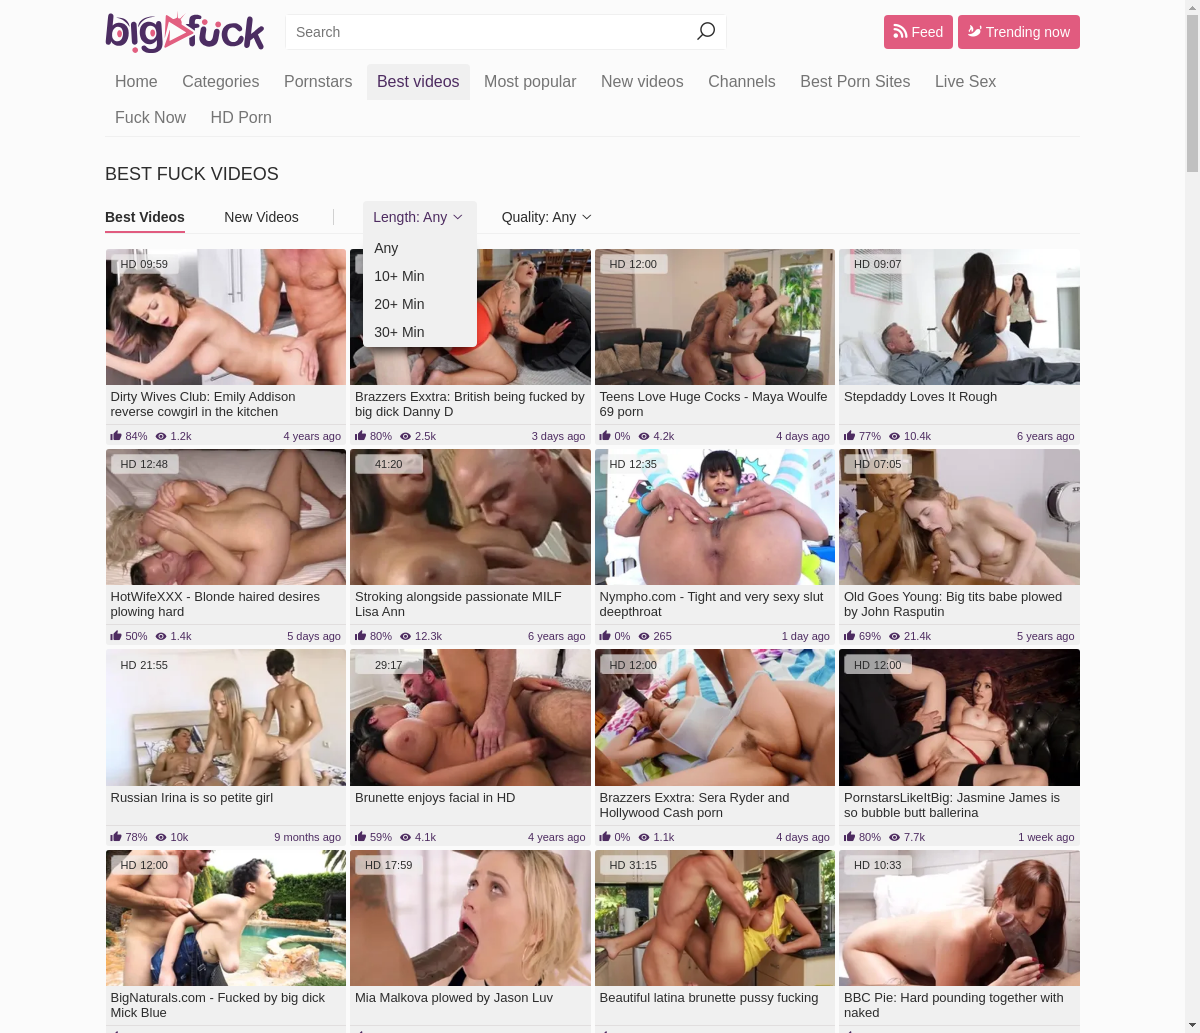 bigfuck
Search
Feed
Trending now
Home Categories Pornstars Best videos Most popular New videos Channels Best Porn Sites Live Sex
Fuck Now HD Porn
BEST FUCK VIDEOS
Best Videos New Videos Length: Any Quality: Any
Any
10+ Min
20+ Min
30+ Min
HD 09:59
Dirty Wives Club: Emily Addison
reverse cowgirl in the kitchen
84% 1.2k 4 years ago
Brazzers Exxtra: British being fucked by
big dick Danny D
80% 2.5k 3 days ago
HD 12:00
Teens Love Huge Cocks - Maya Woulfe
69 porn
0% 4.2k 4 days ago
HD 09:07
Stepdaddy Loves It Rough
77% 10.4k 6 years ago
HD 12:48
HotWifeXXX - Blonde haired desires
plowing hard
50% 1.4k 5 days ago
41:20
Stroking alongside passionate MILF
Lisa Ann
80% 12.3k 6 years ago
HD 12:35
Nympho.com - Tight and very sexy slut
deepthroat
0% 265 1 day ago
HD 07:05
Old Goes Young: Big tits babe plowed
by John Rasputin
69% 21.4k 5 years ago
HD 21:55
Russian Irina is so petite girl
78% 10k 9 months ago
29:17
Brunette enjoys facial in HD
59% 4.1k 4 years ago
HD 12:00
Brazzers Exxtra: Sera Ryder and
Hollywood Cash porn
0% 1.1k 4 days ago
HD 12:00
PornstarsLikeItBig: Jasmine James is
so bubble butt ballerina
80% 7.7k 1 week ago
HD 12:00
BigNaturals.com - Fucked by big dick
Mick Blue
HD 17:59
Mia Malkova plowed by Jason Luv
HD 31:15
Beautiful latina brunette pussy fucking
HD 10:33
BBC Pie: Hard pounding together with
naked